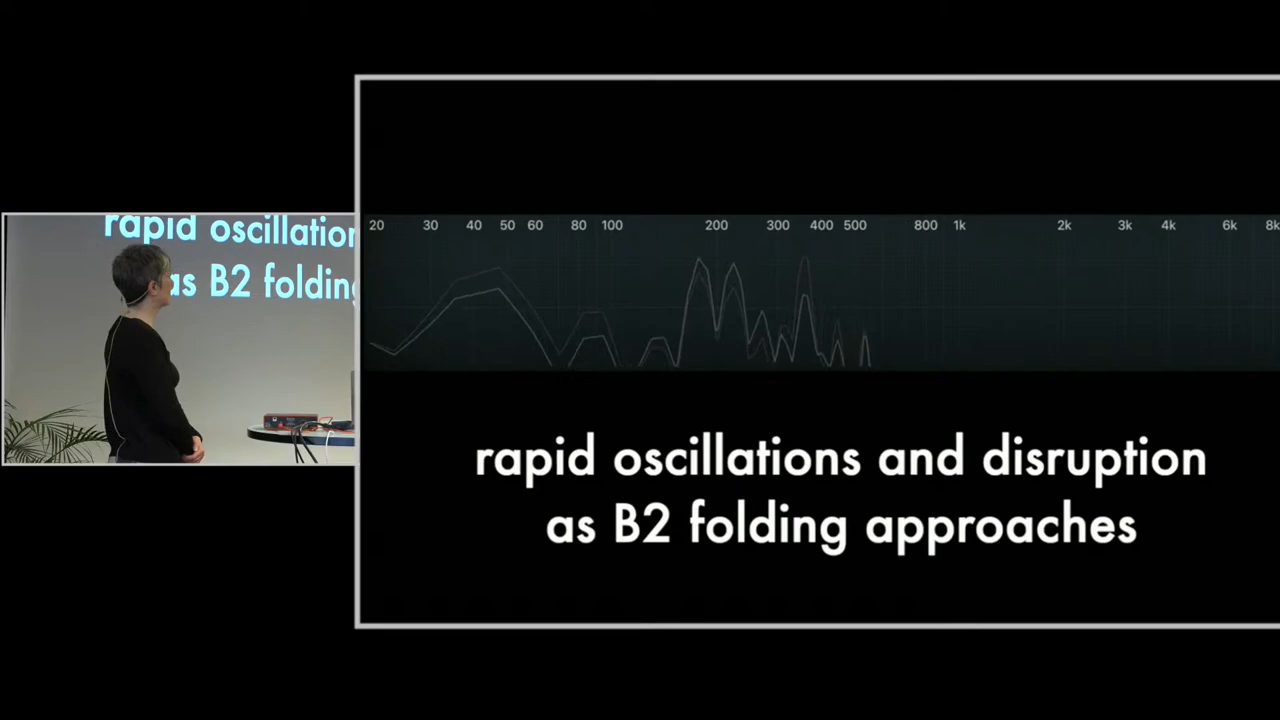 rapid oscillation
as B2 folding
20 30 40 50 60 80 100 200 300 400 500 800 1k 2k 3k 4k 6k 8k
rapid oscillations and disruption
as B2 folding approaches